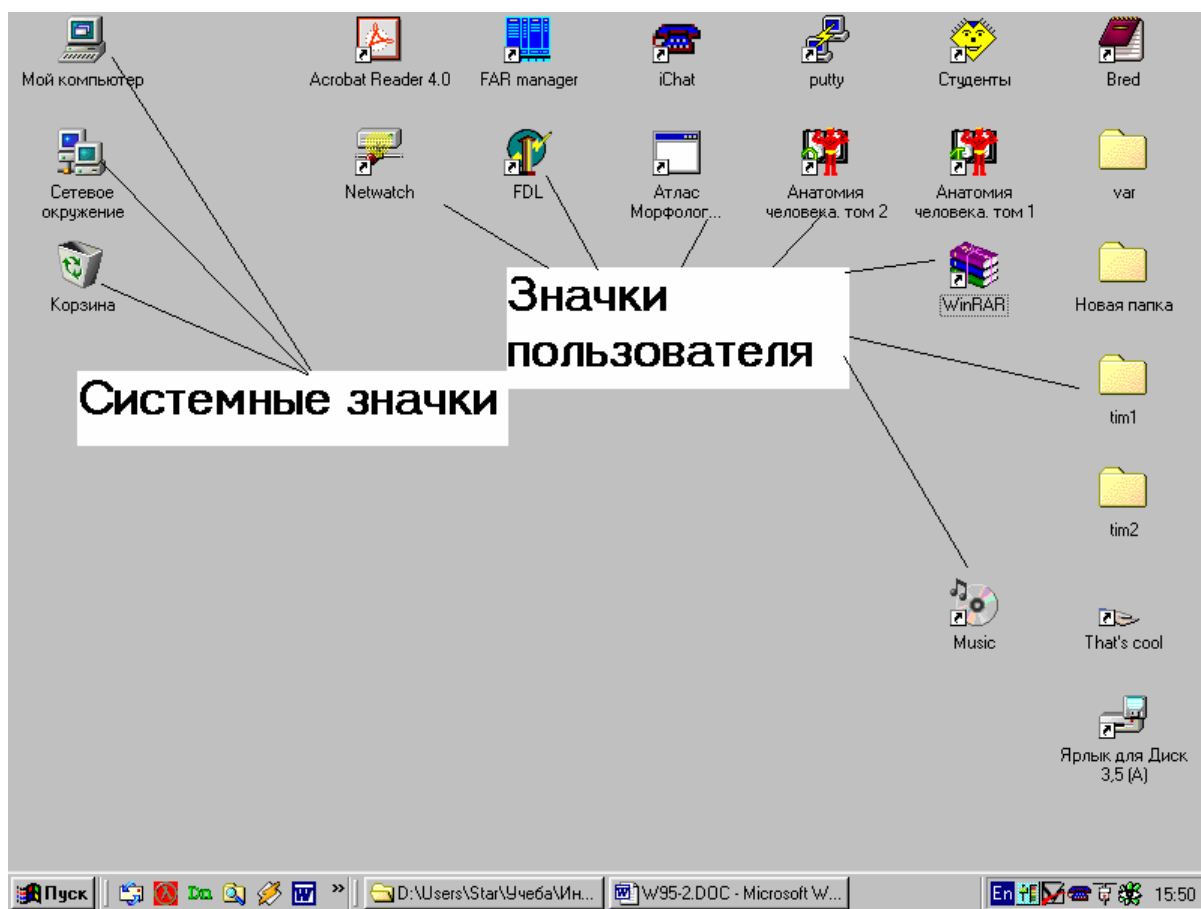 Мой компьютер
Acrobat Reader 4.0
FAR manager
iChat
putty
Студенты
Bred
Сетевое
окружение
Netwatch
FDL
Атлас
Морфолог...
Анатомия
человека. том 2
Анатомия
человека. том 1
var
Корзина
Значки
пользователя
WinRAR
Новая папка
Системные значки
tim1
tim2
Music
That's cool
Ярлык для Диск
3,5 (A)
Пуск
Dn
»
D:\Users\Star\Учеба\Ин...
W95-2.DOC - Microsoft W...
En
15:50